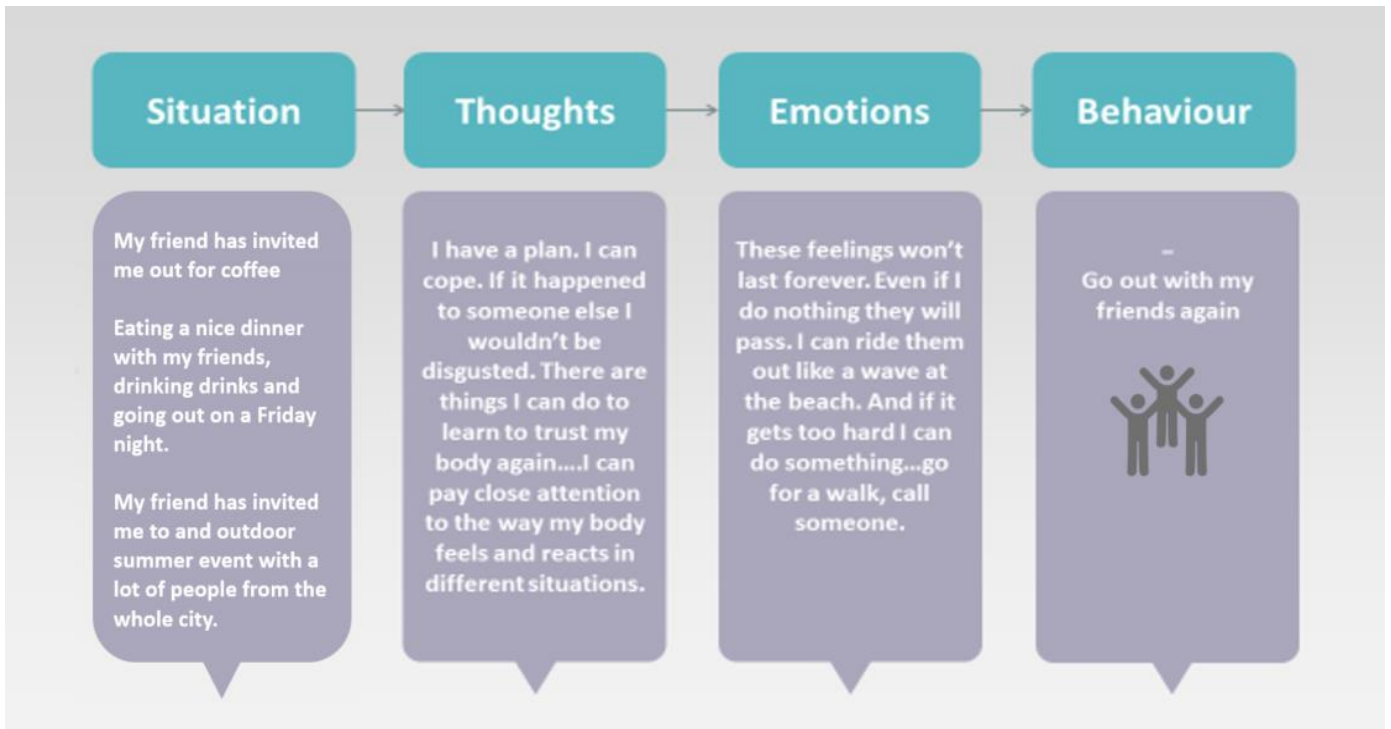 Situation
Thoughts
Emotions
Behaviour
My friend has invited
me out for coffee
Eating a nice dinner
with my friends,
drinking drinks and
going out on a Friday
night.
My friend has invited
me to and outdoor
summer event with a
lot of people from the
whole city.
I have a plan. I can
cope. If it happened
to someone else I
wouldn’t be
disgusted. There are
things I can do to
learn to trust my
body again....I can
pay close attention
to the way my body
feels and reacts in
different situations.
These feelings won’t
last forever. Even if I
do nothing they will
pass. I can ride them
out like a wave at
the beach. And if it
gets too hard I can
do something...go
for a walk, call
someone.
–
Go out with my
friends again